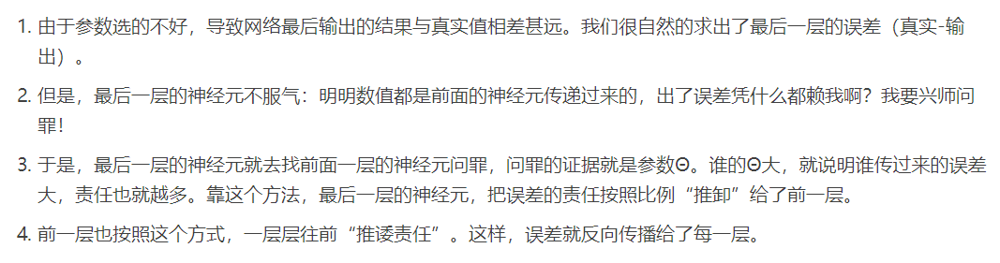 1. 由于参数选的不好，导致网络最后输出的结果与真实值相差甚远。我们很自然的求出了最后一层的误差（真实-输
出）。
2. 但是，最后一层的神经元不服气：明明数值都是前面的神经元传递过来的，出了误差凭什么都赖我啊？我要兴师问
罪！
3. 于是，最后一层的神经元就去找前面一层的神经元问罪，问罪的证据就是参数Θ。谁的Θ大，就说明谁传过来的误差
大，责任也就越多。靠这个方法，最后一层的神经元，把误差的责任按照比例“推卸”给了前一层。
4. 前一层也按照这个方式，一层层往前“推诿责任”。这样，误差就反向传播给了每一层。